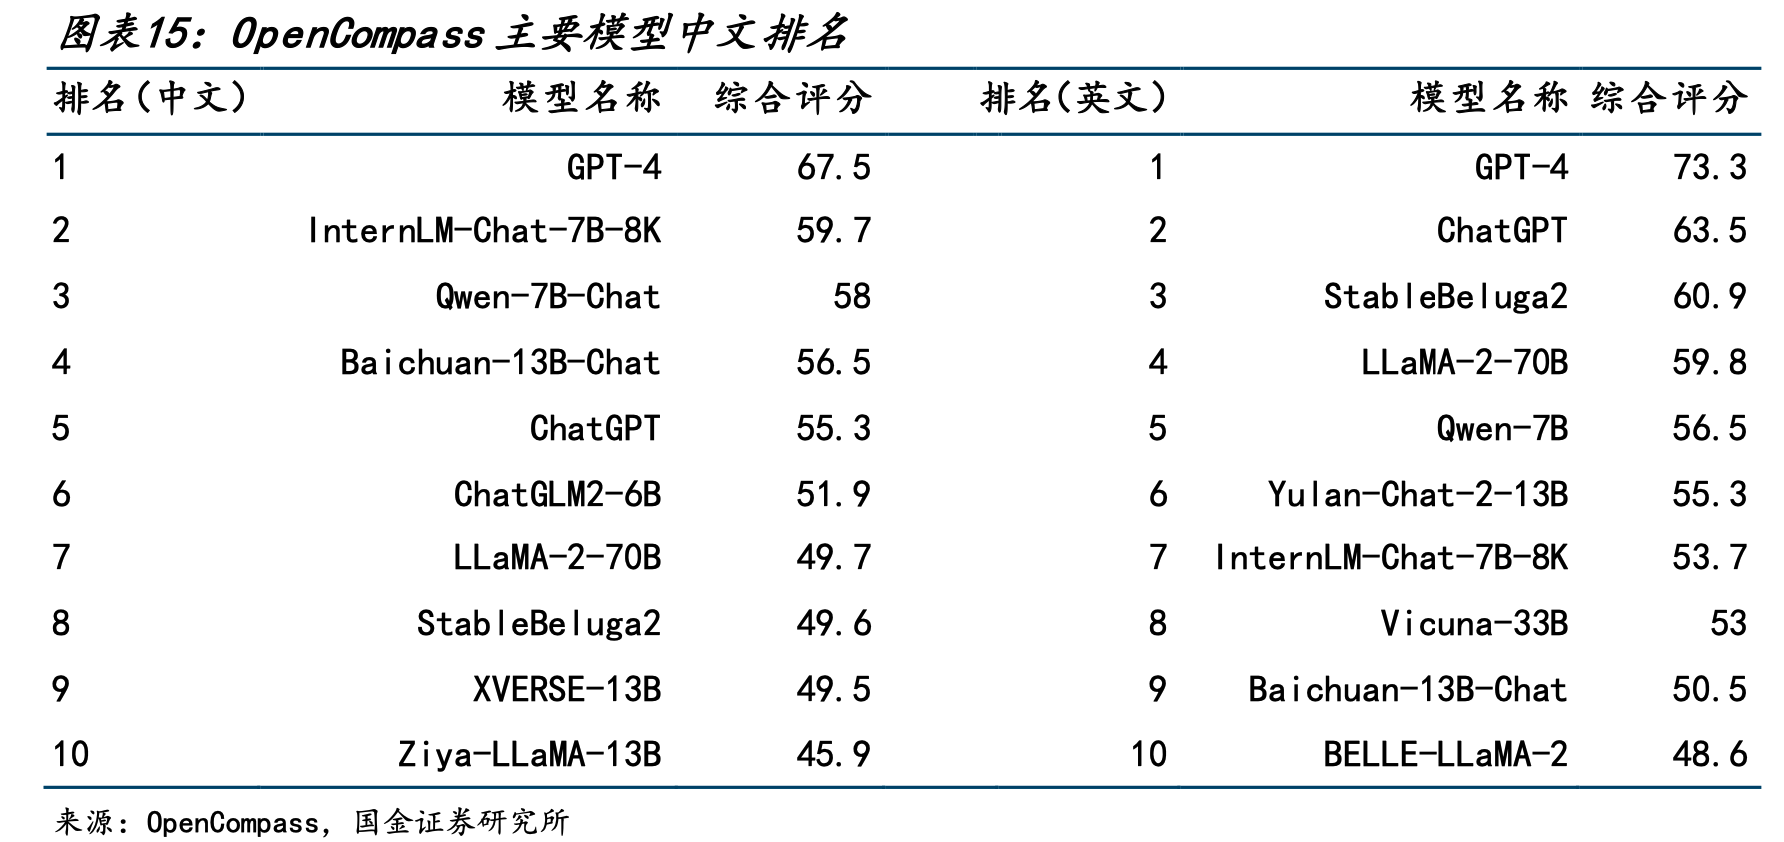 图表15：OpenCompass 主要模型中文排名
排名(中文) 模型名称 综合评分 排名(英文) 模型名称 综合评分
1 GPT-4 67.5 1 GPT-4 73.3
2 InternLM-Chat-7B-8K 59.7 2 ChatGPT 63.5
3 Qwen-7B-Chat 58 3 StableBeluga2 60.9
4 Baichuan-13B-Chat 56.5 4 LLaMA-2-70B 59.8
5 ChatGPT 55.3 5 Qwen-7B 56.5
6 ChatGLM2-6B 51.9 6 Yulan-Chat-2-13B 55.3
7 LLaMA-2-70B 49.7 7 InternLM-Chat-7B-8K 53.7
8 StableBeluga2 49.6 8 Vicuna-33B 53
9 XVERSE-13B 49.5 9 Baichuan-13B-Chat 50.5
10 Ziya-LLaMA-13B 45.9 10 BELLE-LLaMA-2 48.6
来源：OpenCompass，国金证券研究所